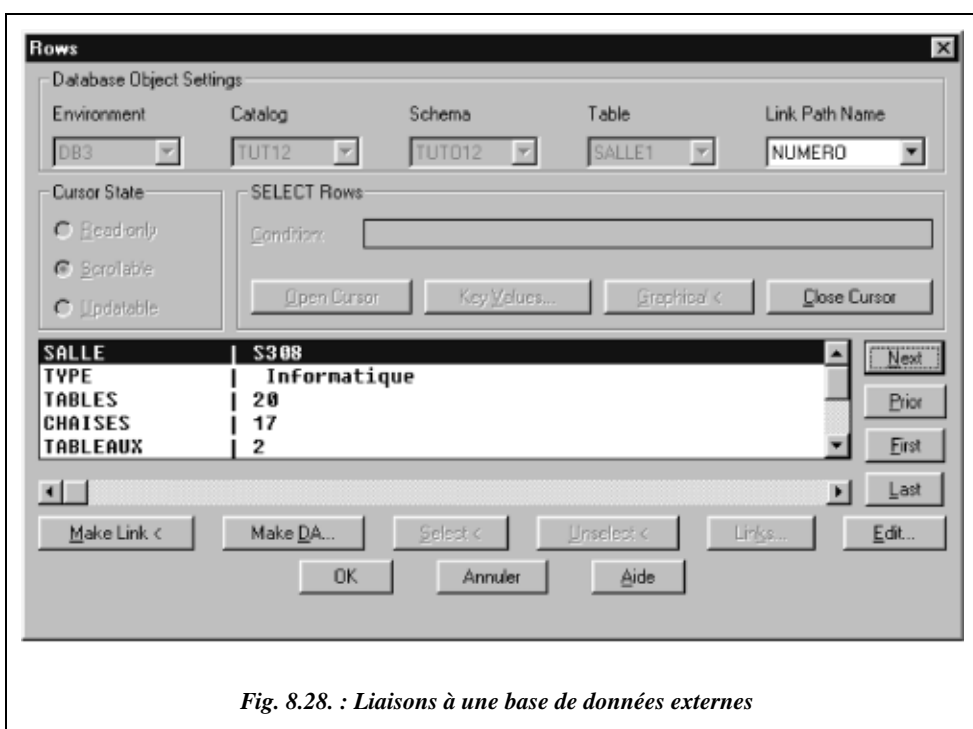 Rows
Database Object Settings
Environment Catalog Schema Table Link Path Name
DB3 TUT12 TUTO12 SALLE1 NUMERO
Cursor State SELECT Rows
Read only
Condition:
Scrollable
Updatable
Open Cursor Key Values... Graphical < Close Cursor
SALLE | S308
TYPE | Informatique
TABLES | 20
CHAISES | 17
TABLEAUX | 2
Next
Prior
First
Last
Make Link < Make DA... Select < Unselect < Links... Edit...
OK Annuler Aide
Fig. 8.28. : Liaisons à une base de données externes